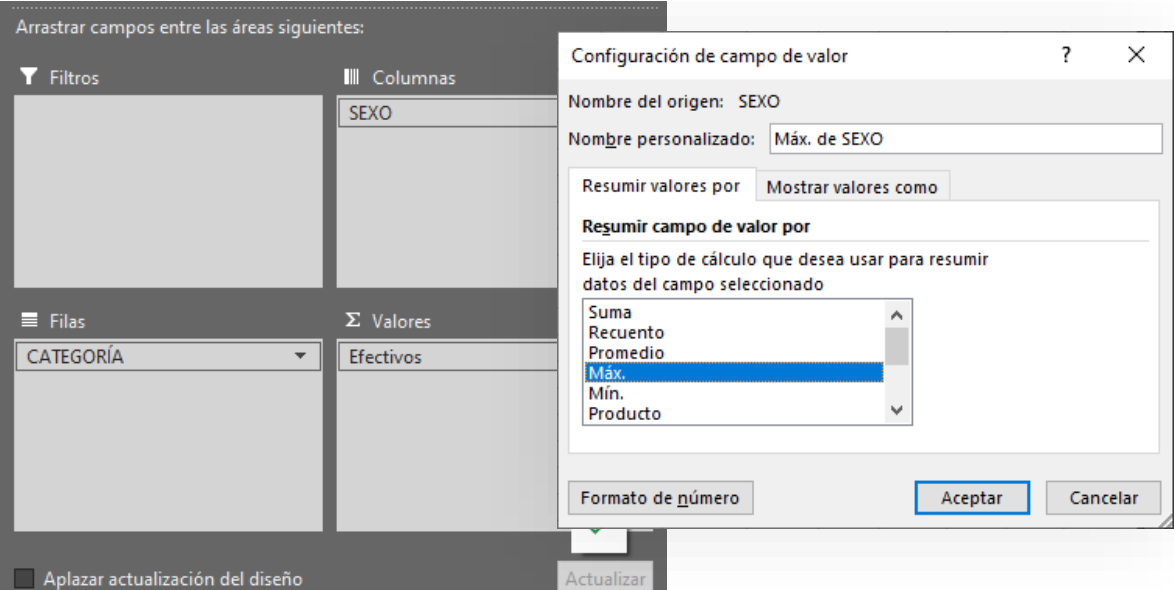 Arrastrar campos entre las áreas siguientes:
Filtros
Columnas
SEXO
Filas
Σ Valores
CATEGORÍA
Efectivos
Aplazar actualización del diseño
Actualizar
Configuración de campo de valor
?
Nombre del origen: SEXO
Nombre personalizado: Máx. de SEXO
Resumir valores por
Mostrar valores como
Resumir campo de valor por
Elija el tipo de cálculo que desea usar para resumir
datos del campo seleccionado
Suma
Recuento
Promedio
Máx.
Mín.
Producto
Formato de número
Aceptar
Cancelar